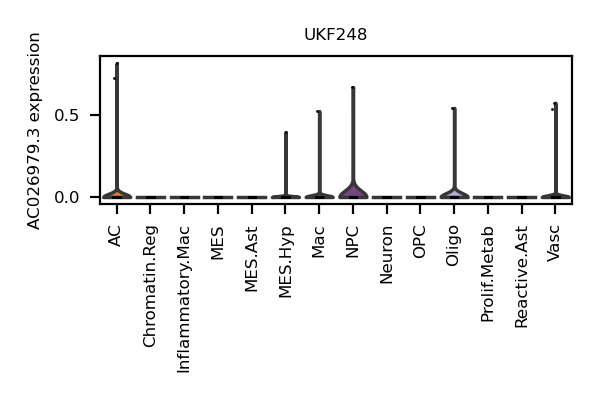 UKF248
AC026979.3 expression
0.5
0.0
AC
Chromatin.Reg
Inflammatory.Mac
MES
MES.Ast
MES.Hyp
Mac
NPC
Neuron
OPC
Oligo
Prolif.Metab
Reactive.Ast
Vasc